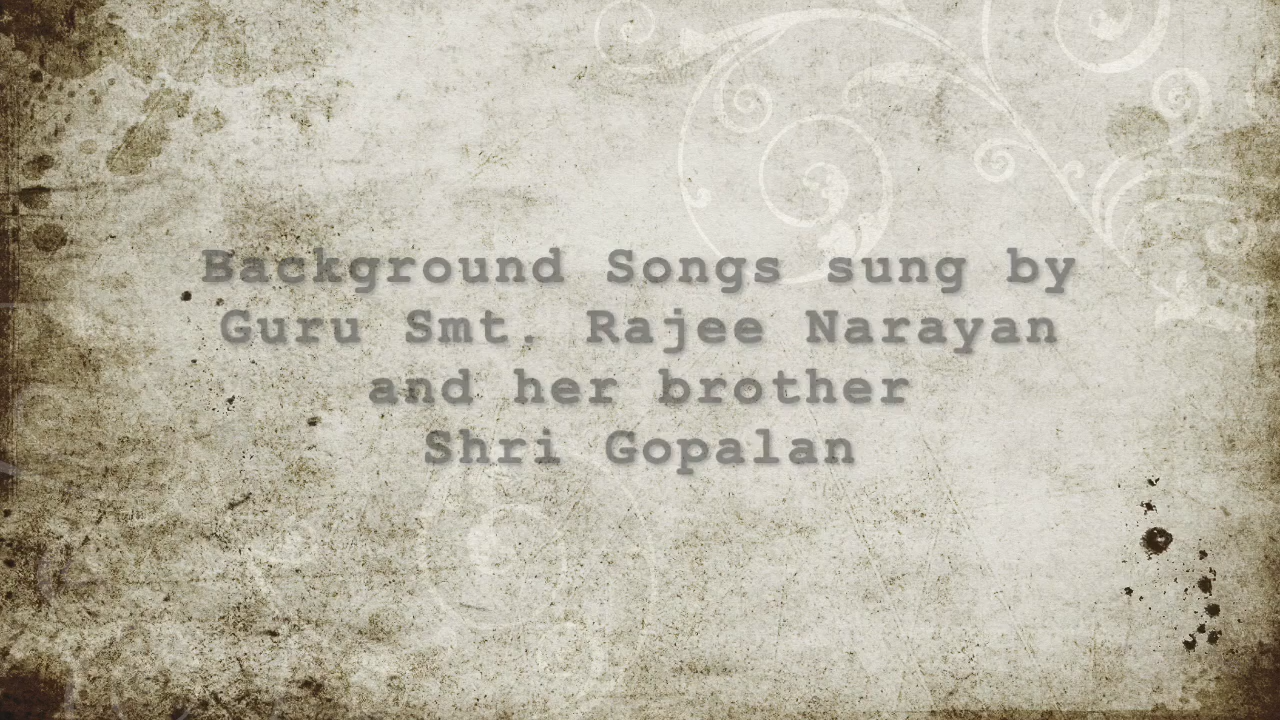 Background Songs sung by
Guru Smt. Rajee Narayan
and her brother
Shri Gopalan